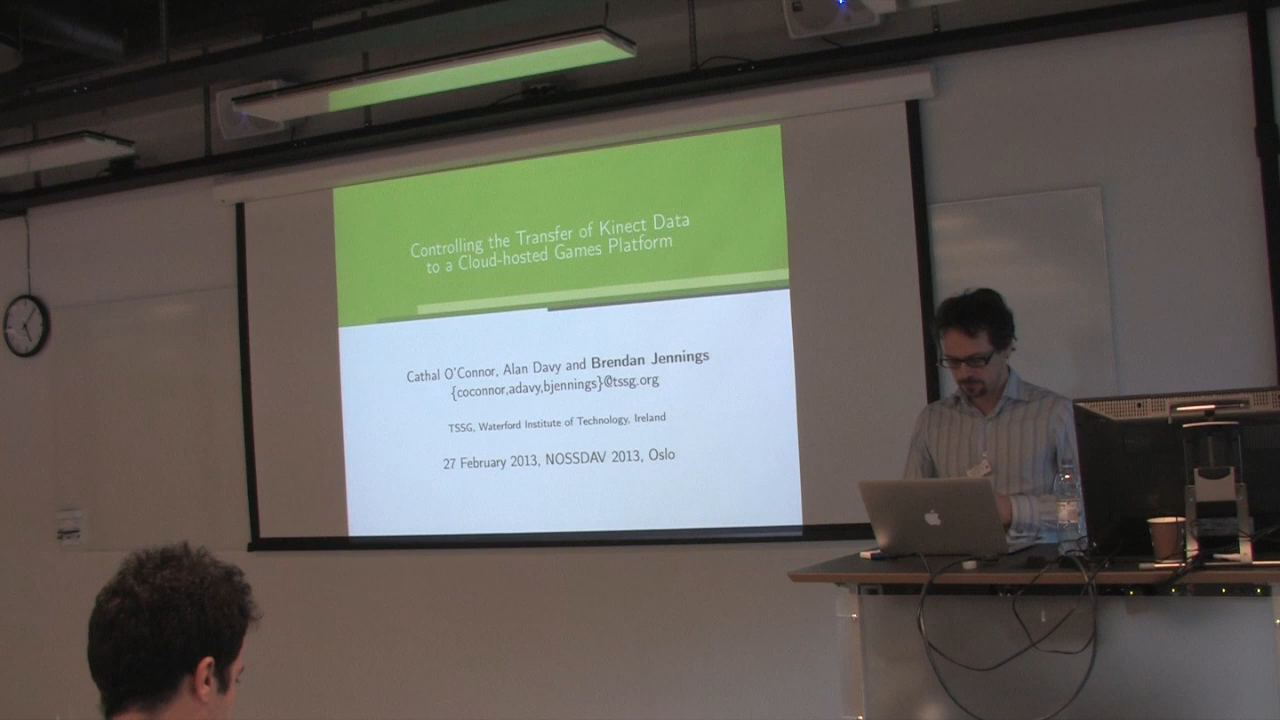 Controlling the Transfer of Kinect Data
to a Cloud-hosted Games Platform
Cathal O'Connor, Alan Davy and Brendan Jennings
{coconnor,adavy,bjennings}@tssg.org
TSSG, Waterford Institute of Technology, Ireland
27 February 2013, NOSSDAV 2013, Oslo